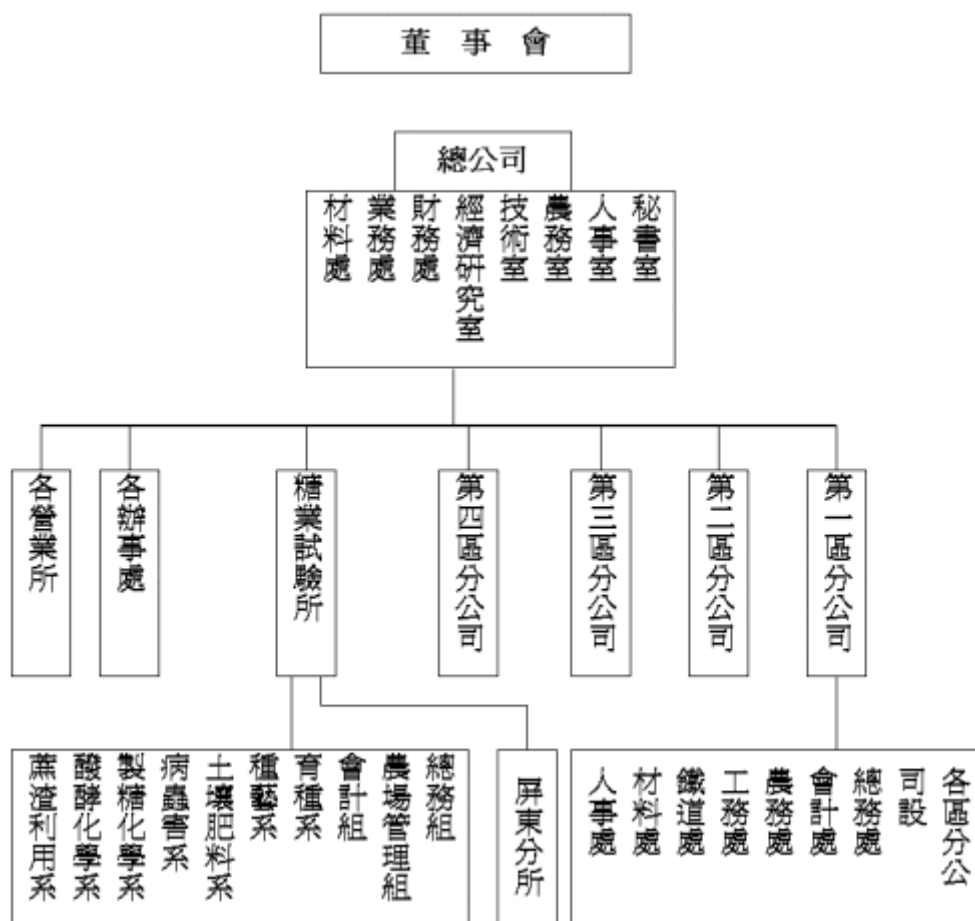 董事會
總公司
秘書室
人事室
農務室
技術室
經濟研究室
財務處
業務處
材料處
第一區分公司
第二區分公司
第三區分公司
第四區分公司
糖業試驗所
各辦事處
各營業所
各區分公
司設
總務處
會計處
農務處
工務處
鐵道處
材料處
人事處
屏東分所
總務組
農場管理組
會計組
育種系
種藝系
土壤肥料系
病蟲害系
製糖化學系
醱酵化學系
蔗渣利用系